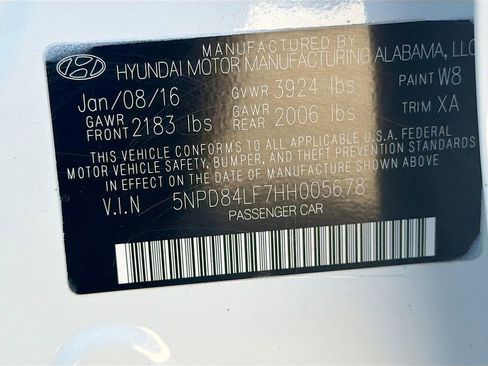 MANUFACTURED BY
HYUNDAI MOTOR MANUFACTURING ALABAMA, LLC
Jan/08/16 GVWR 3924 lbs PAINT W8
GAWR FRONT 2183 lbs GAWR REAR 2006 lbs TRIM XA
THIS VEHICLE CONFORMS TO ALL APPLICABLE U.S.A. FEDERAL
MOTOR VEHICLE SAFETY, BUMPER, AND THEFT PREVENTION STANDARDS
IN EFFECT ON THE DATE OF MANUFACTURE SHOWN ABOVE.
V.I.N 5NPD84LF7HH005678
PASSENGER CAR